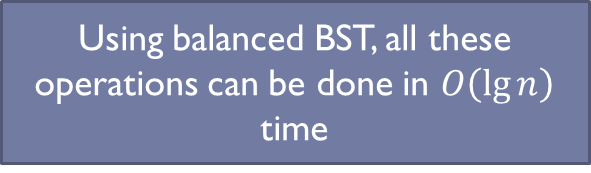 Using balanced BST, all these
operations can be done in O(lg n)
time